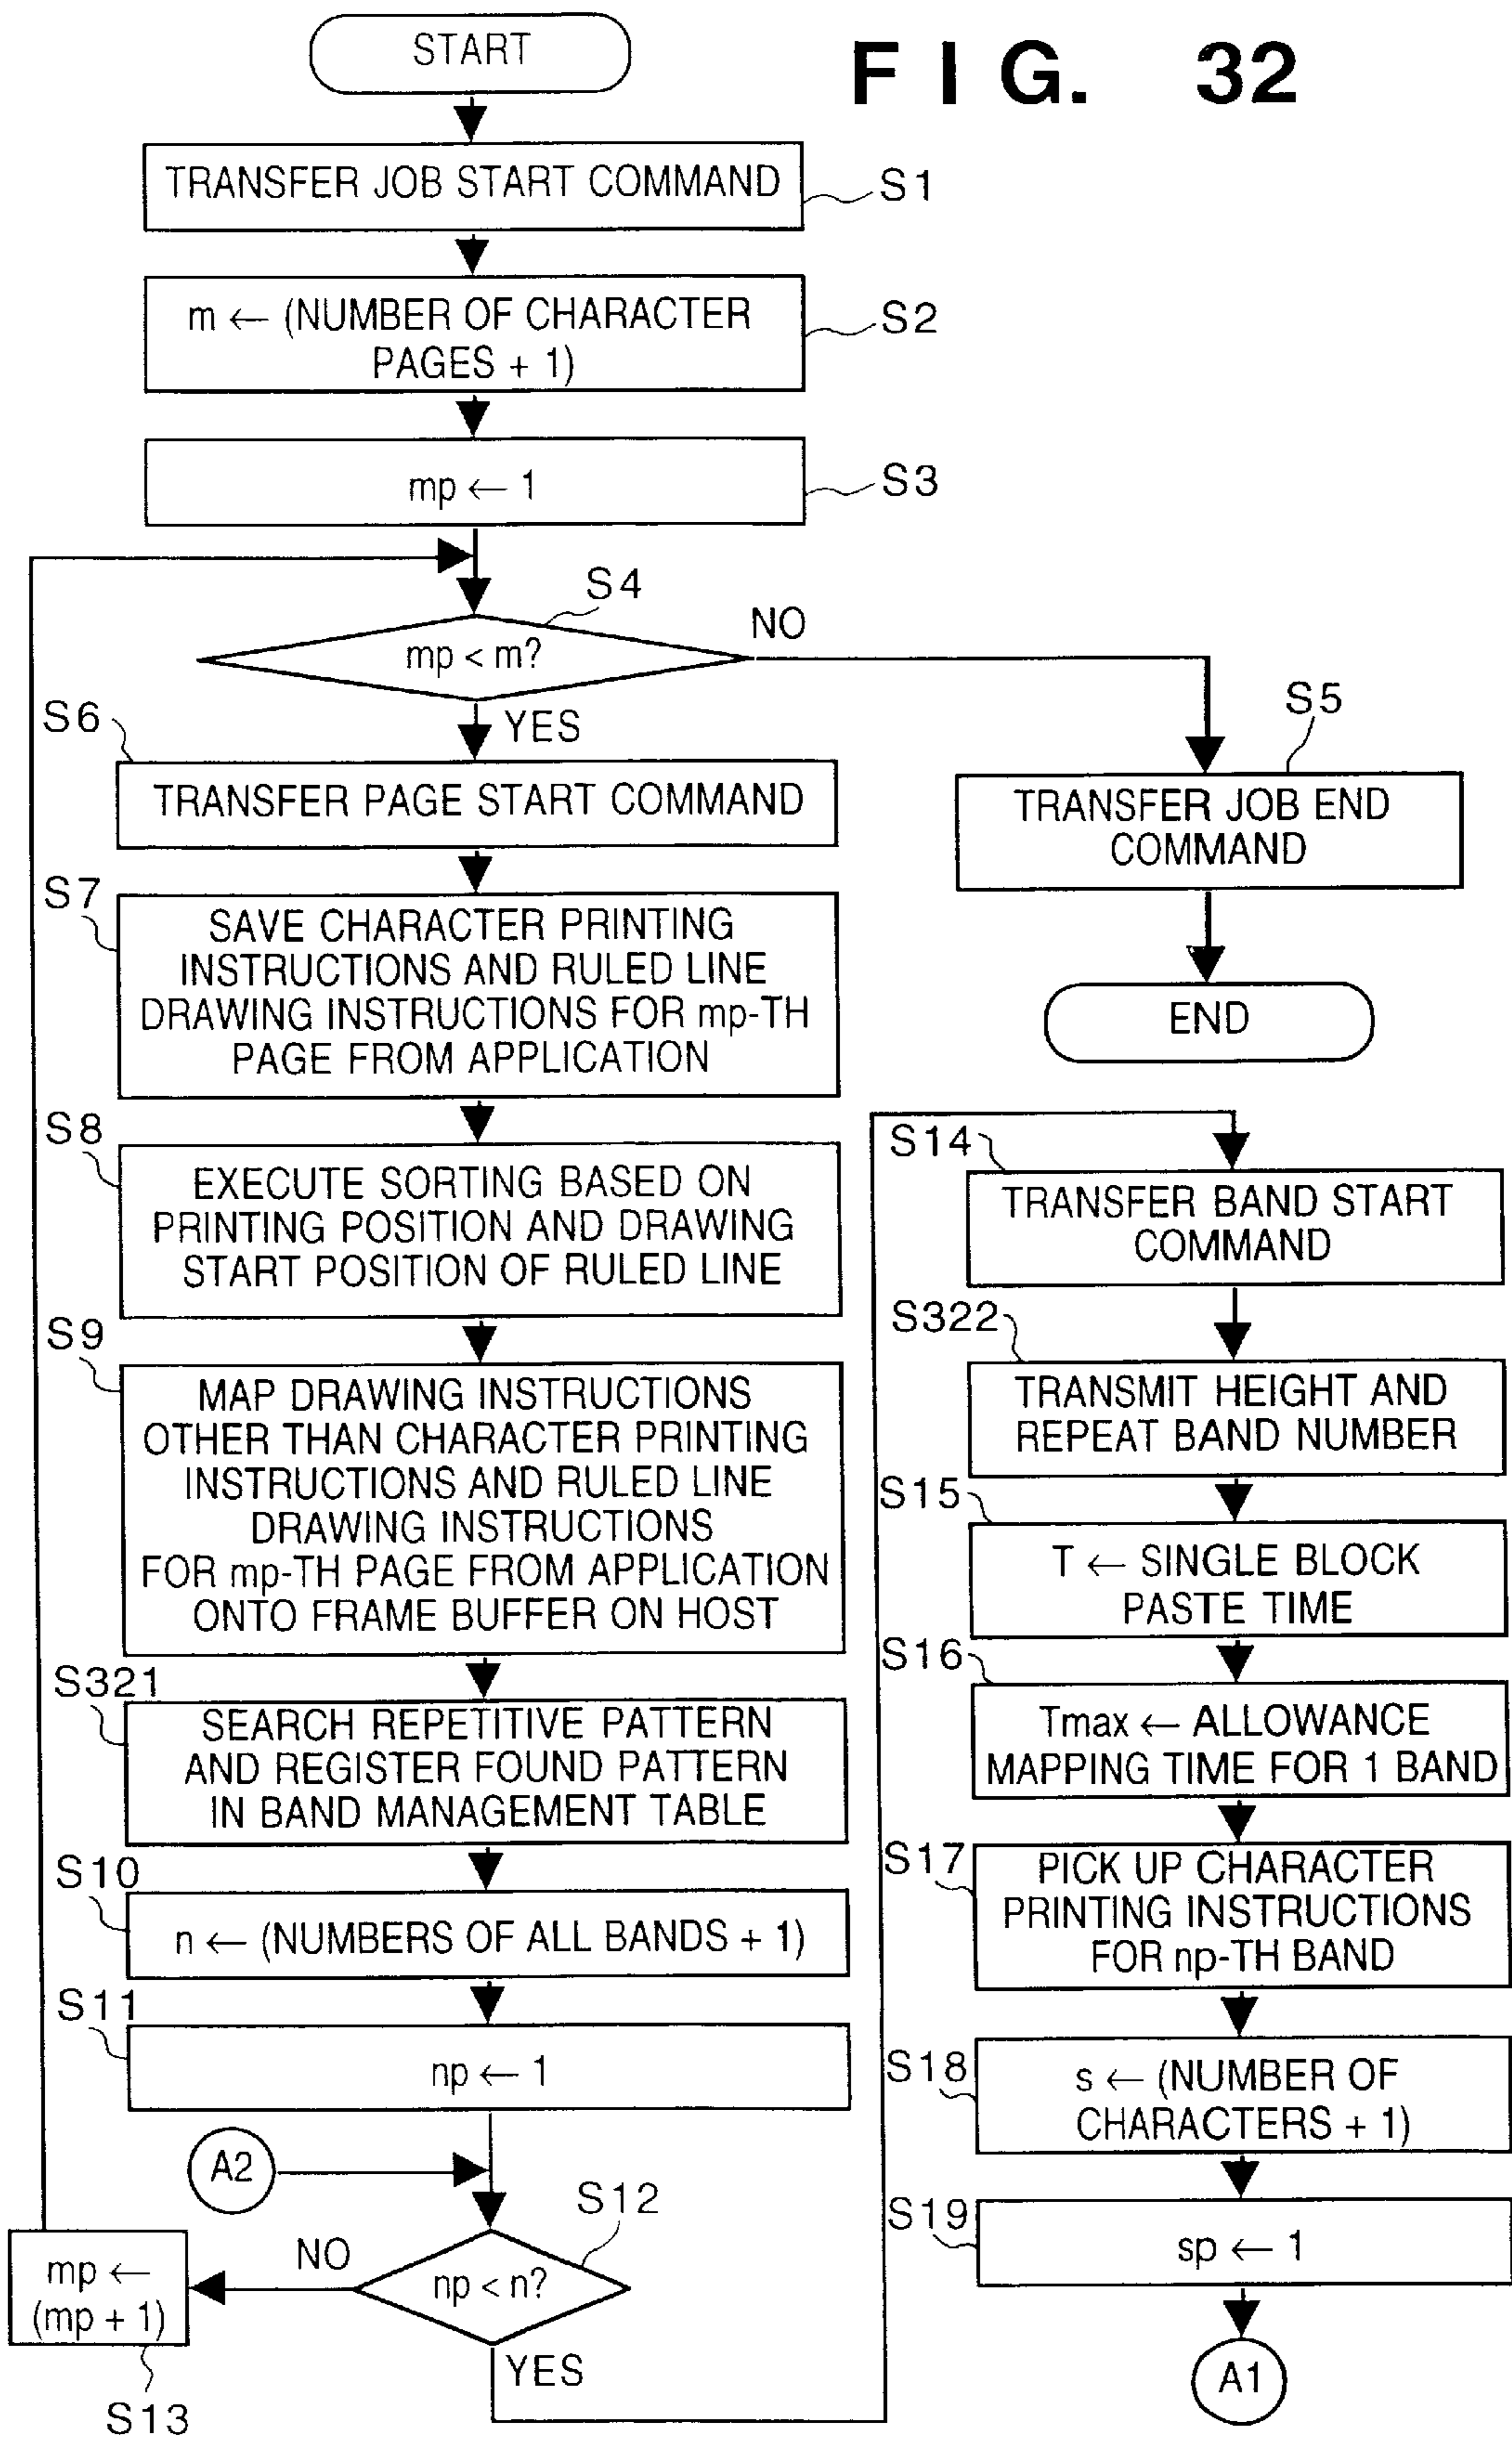 FIG. 32
START
TRANSFER JOB START COMMAND
S1
m ← (NUMBER OF CHARACTER
PAGES + 1)
S2
mp ← 1
S3
S4
mp < m?
NO
YES
S5
TRANSFER JOB END
COMMAND
END
S6
TRANSFER PAGE START COMMAND
S7
SAVE CHARACTER PRINTING
INSTRUCTIONS AND RULED LINE
DRAWING INSTRUCTIONS FOR mp-TH
PAGE FROM APPLICATION
S8
EXECUTE SORTING BASED ON
PRINTING POSITION AND DRAWING
START POSITION OF RULED LINE
S9
MAP DRAWING INSTRUCTIONS
OTHER THAN CHARACTER PRINTING
INSTRUCTIONS AND RULED LINE
DRAWING INSTRUCTIONS
FOR mp-TH PAGE FROM APPLICATION
ONTO FRAME BUFFER ON HOST
S321
SEARCH REPETITIVE PATTERN
AND REGISTER FOUND PATTERN
IN BAND MANAGEMENT TABLE
S10
n ← (NUMBERS OF ALL BANDS + 1)
S11
np ← 1
A2
S12
np < n?
NO
YES
mp ←
(mp + 1)
S13
S14
TRANSFER BAND START
COMMAND
S322
TRANSMIT HEIGHT AND
REPEAT BAND NUMBER
S15
T ← SINGLE BLOCK
PASTE TIME
S16
Tmax ← ALLOWANCE
MAPPING TIME FOR 1 BAND
S17
PICK UP CHARACTER
PRINTING INSTRUCTIONS
FOR np-TH BAND
S18
s ← (NUMBER OF
CHARACTERS + 1)
S19
sp ← 1
A1